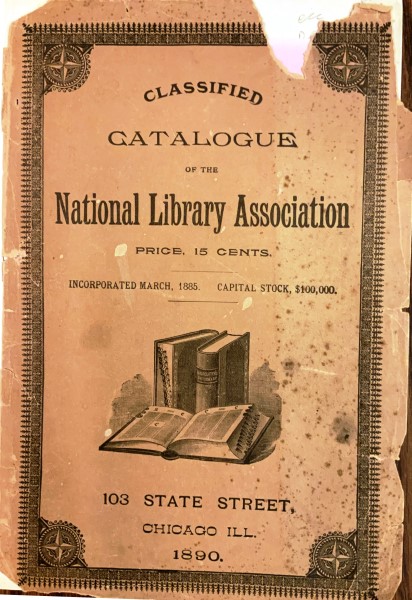 CLASSIFIED
CATALOGUE
OF THE
National Library Association
PRICE, 15 CENTS.
INCORPORATED MARCH, 1885. CAPITAL STOCK, $100,000.
103 STATE STREET,
CHICAGO ILL.
1890.